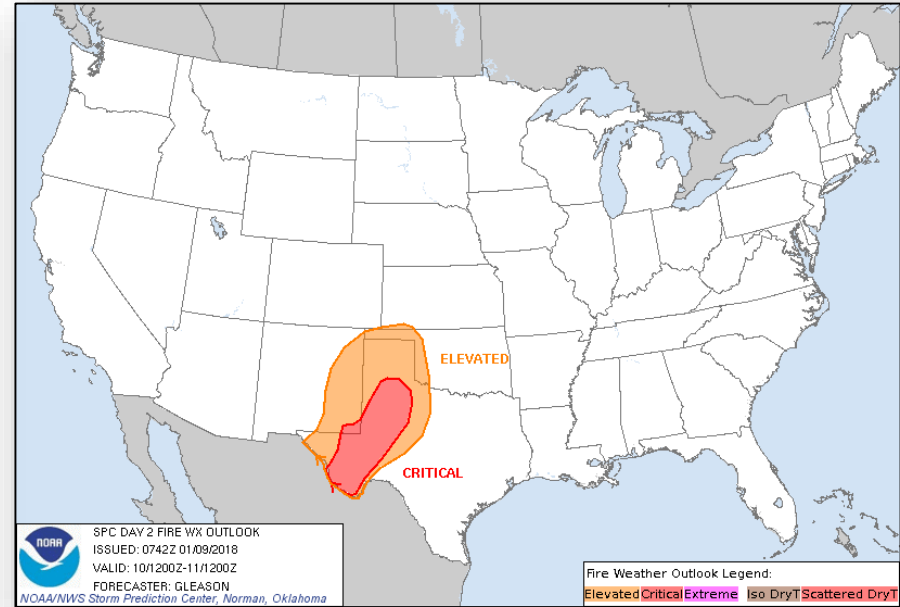 ELEVATED
CRITICAL
NOAA
SPC DAY 2 FIRE WX OUTLOOK
ISSUED: 0742Z 01/09/2018
VALID: 10/1200Z-11/1200Z
FORECASTER: GLEASON
NOAA/NWS Storm Prediction Center, Norman, Oklahoma
Fire Weather Outlook Legend:
Elevated Critical Extreme Iso DryT Scattered DryT